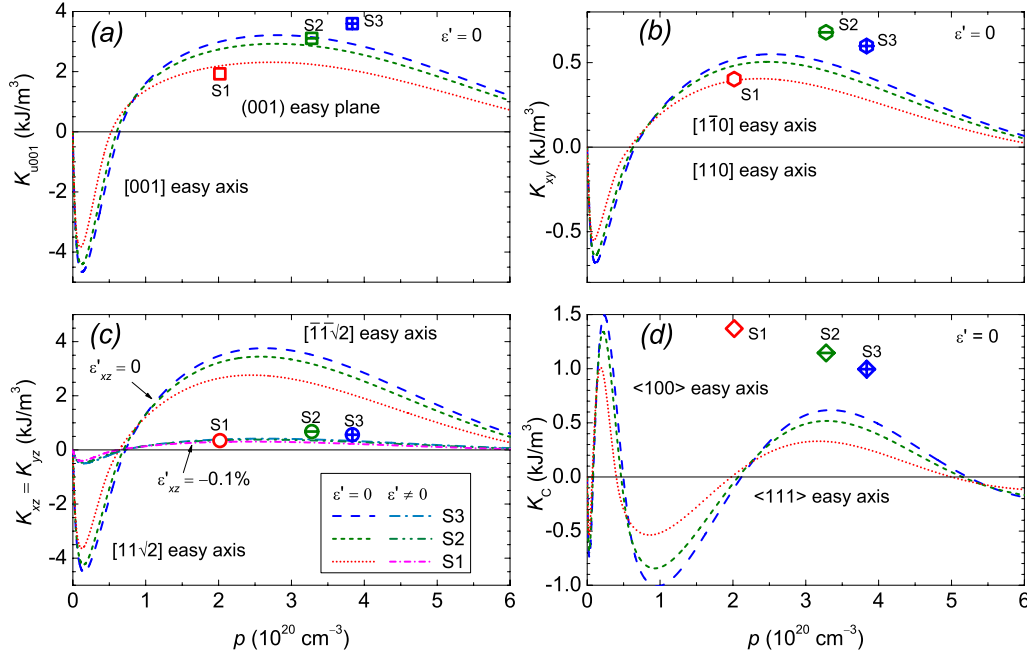 (a)
ε' = 0
S1
S2
S3
(001) easy plane
[001] easy axis
K_u001 (kJ/m³)
4
2
0
-2
-4
(b)
ε' = 0
S1
S2
S3
[11̅0] easy axis
[110] easy axis
K_xy (kJ/m³)
0.5
0.0
-0.5
(c)
[1̅1̅√2] easy axis
ε'_xz = 0
S1
S2
S3
ε'_xz = −0.1%
[11√2] easy axis
ε' = 0 ε' ≠ 0
S3
S2
S1
K_xz = K_yz (kJ/m³)
4
2
0
-2
-4
0 1 2 3 4 5 6
p (10²⁰ cm⁻³)
(d)
ε' = 0
S1
S2
S3
<100> easy axis
<111> easy axis
K_C (kJ/m³)
1.5
1.0
0.5
0.0
-0.5
-1.0
0 1 2 3 4 5 6
p (10²⁰ cm⁻³)